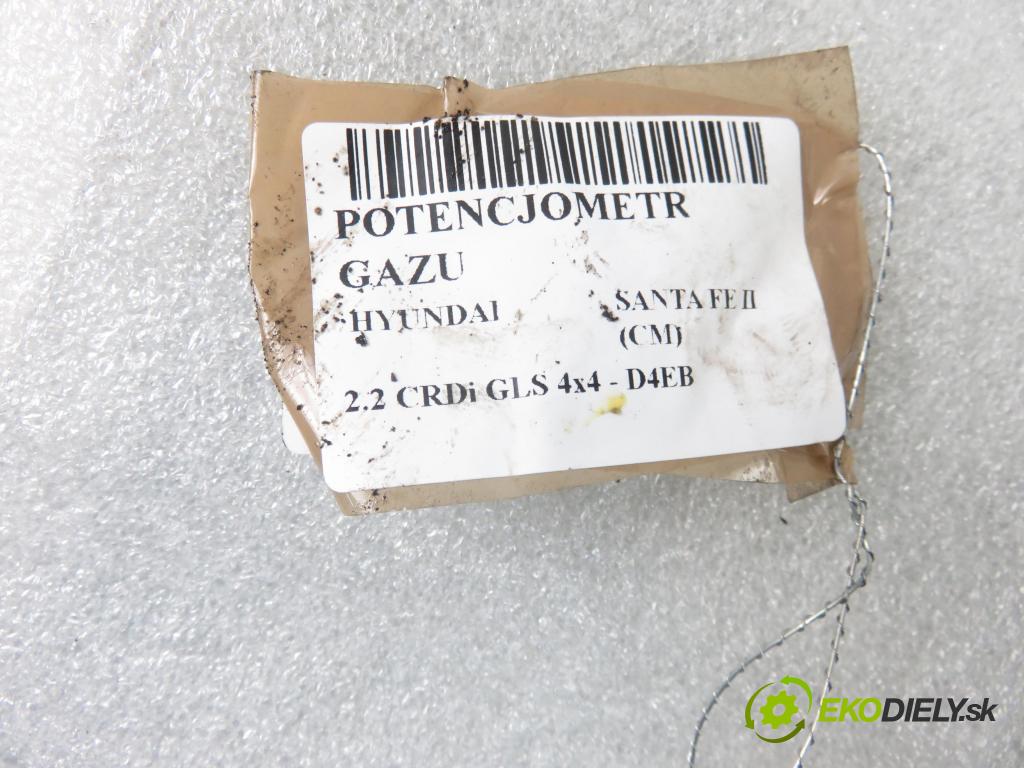 POTENCJOMETR
GAZU
HYUNDAI SANTA FE II
(CM)
2.2 CRDi GLS 4x4 - D4EB
EKODIELY.sk